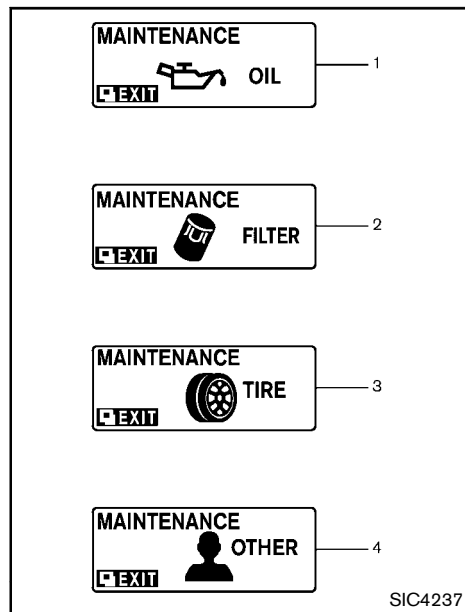 MAINTENANCE
OIL
EXIT
1
MAINTENANCE
FILTER
EXIT
2
MAINTENANCE
TIRE
EXIT
3
MAINTENANCE
OTHER
EXIT
4
SIC4237